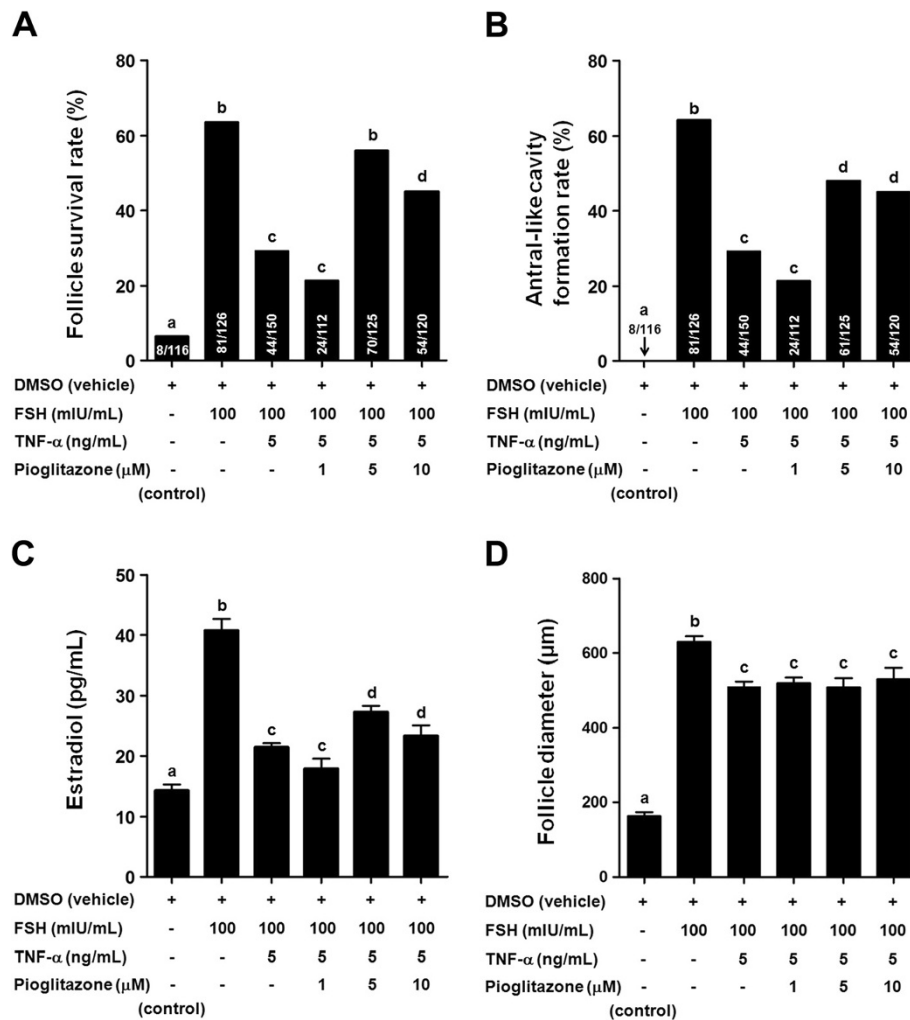 A
80
60
40
20
0
Follicle survival rate (%)
a
b
c
c
b
d
8/116
81/126
44/150
24/112
70/125
54/120
DMSO (vehicle) + + + + + +
FSH (mIU/mL) - 100 100 100 100 100
TNF-α (ng/mL) - - 5 5 5 5
Pioglitazone (μM) - - - 1 5 10
(control)
B
80
60
40
20
0
Antral-like cavity
formation rate (%)
a
b
c
c
d
d
8/116
81/126
44/150
24/112
61/125
54/120
DMSO (vehicle) + + + + + +
FSH (mIU/mL) - 100 100 100 100 100
TNF-α (ng/mL) - - 5 5 5 5
Pioglitazone (μM) - - - 1 5 10
(control)
C
50
40
30
20
10
0
Estradiol (pg/mL)
a
b
c
c
d
d
DMSO (vehicle) + + + + + +
FSH (mIU/mL) - 100 100 100 100 100
TNF-α (ng/mL) - - 5 5 5 5
Pioglitazone (μM) - - - 1 5 10
(control)
D
800
600
400
200
0
Follicle diameter (μm)
a
b
c
c
c
c
DMSO (vehicle) + + + + + +
FSH (mIU/mL) - 100 100 100 100 100
TNF-α (ng/mL) - - 5 5 5 5
Pioglitazone (μM) - - - 1 5 10
(control)